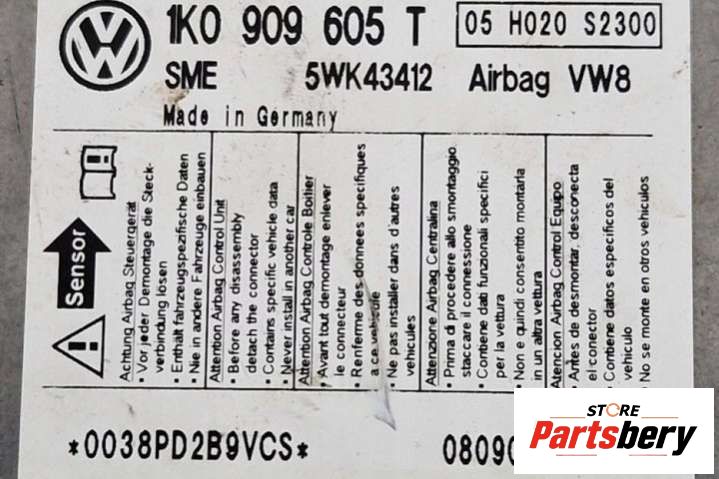 1K0 909 605 T
05 H020 S2300
SME 5WK43412 Airbag VW8
Made in Germany
Sensor
Achtung Airbag Steuergerät
• Vor jeder Demontage die Steck-
verbindung lösen
• Enthält fahrzeugspezifische Daten
• Nie in andere Fahrzeuge einbauen
Attention Airbag Control Unit
• Before any disassembly
detach the connector
• Contains specific vehicle data
• Never install in another car
Attention Airbag Controle Boitier
• Avant tout demontage enlever
le connecteur
• Renferme des donnees specifiques
a ce vehicule
• Ne pas installer dans d'autres
vehicules
Attenzione Airbag Centralina
• Prima di procedere allo smontaggio
staccare il connessione
• Contiene dati funzionali specifici
per la vettura
• Non e quindi consentito montarla
in un altra vettura
Atencion Airbag Control Equipo
• Antes de desmontar, desconecta
el conector
• Contiene datos especificos del
vehiculo
• No se monte en otros vehiculos
*0038PD2B9VCS*
STORE
Partsbery